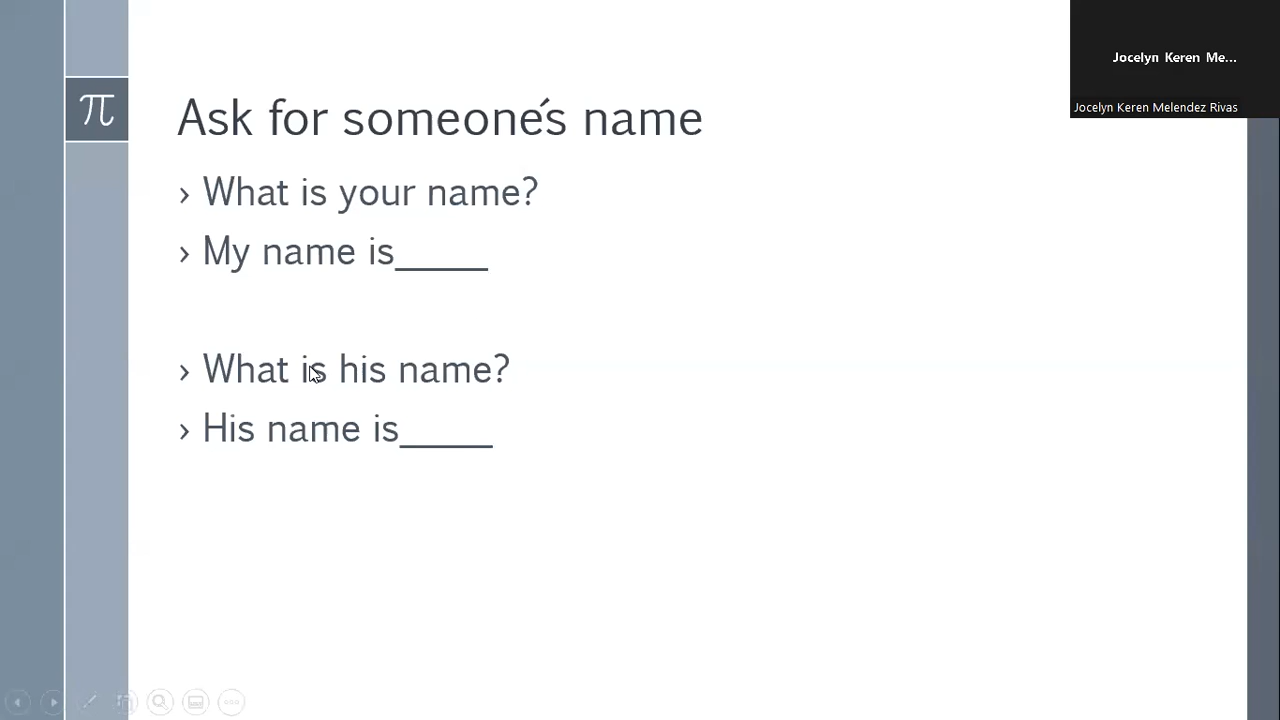 Jocelyn Keren Me...
Jocelyn Keren Melendez Rivas
π
Ask for someone´s name
› What is your name?
› My name is_____
› What is his name?
› His name is_____